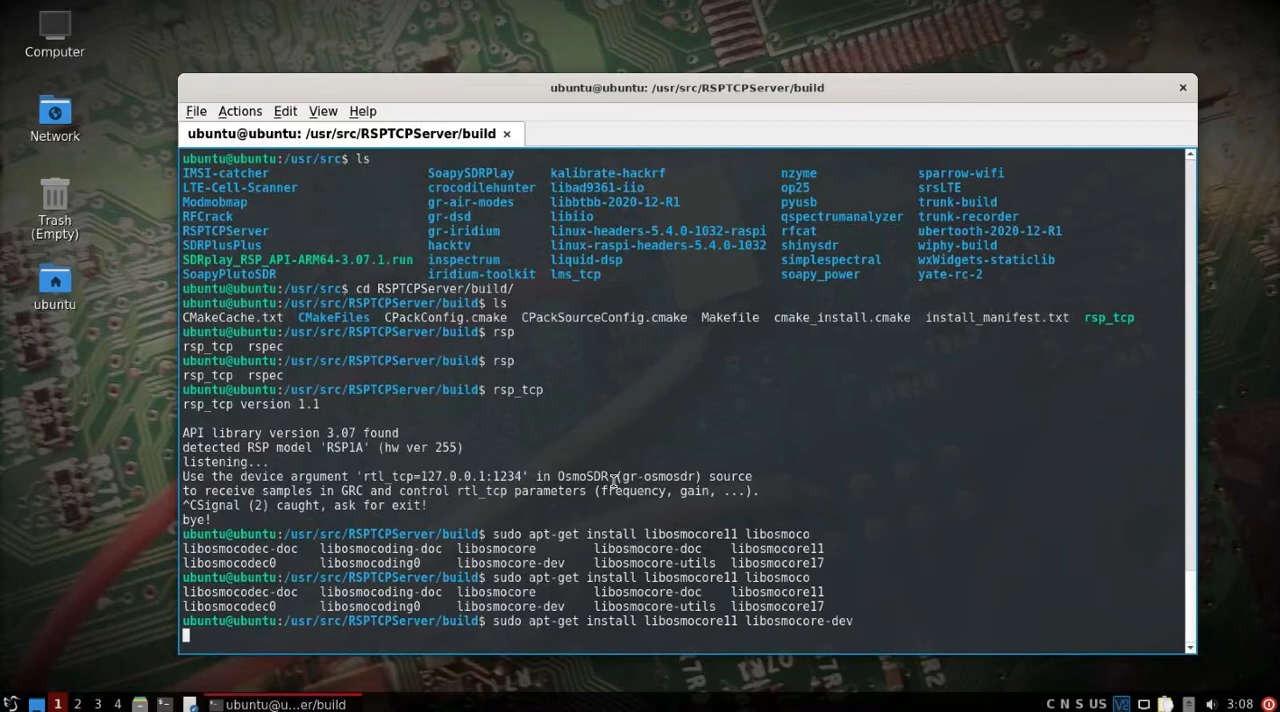 Computer
Network
Trash
(Empty)
ubuntu
ubuntu@ubuntu: /usr/src/RSPTCPServer/build
File Actions Edit View Help
ubuntu@ubuntu: /usr/src/RSPTCPServer/build
ubuntu@ubuntu:/usr/src$ ls
IMSI-catcher SoapySDRPlay kalibrate-hackrf nzyme sparrow-wifi
LTE-Cell-Scanner crocodilehunter libad9361-iio op25 srsLTE
Modmobmap gr-air-modes libbtbb-2020-12-R1 pyusb trunk-build
RFCrack gr-dsd libiio qspectrumanalyzer trunk-recorder
RSPTCPServer gr-iridium linux-headers-5.4.0-1032-raspi rfcat ubertooth-2020-12-R1
SDRPlusPlus hacktv linux-raspi-headers-5.4.0-1032 shinysdr wiphy-build
SDRplay_RSP_API-ARM64-3.07.1.run inspectrum liquid-dsp simplespectral wxWidgets-staticlib
SoapyPlutoSDR iridium-toolkit lms_tcp soapy_power yate-rc-2
ubuntu@ubuntu:/usr/src$ cd RSPTCPServer/build/
ubuntu@ubuntu:/usr/src/RSPTCPServer/build$ ls
CMakeCache.txt CMakeFiles CPackConfig.cmake CPackSourceConfig.cmake Makefile cmake_install.cmake install_manifest.txt rsp_tcp
ubuntu@ubuntu:/usr/src/RSPTCPServer/build$ rsp
rsp_tcp rspec
ubuntu@ubuntu:/usr/src/RSPTCPServer/build$ rsp
rsp_tcp rspec
ubuntu@ubuntu:/usr/src/RSPTCPServer/build$ rsp_tcp
rsp_tcp version 1.1
API library version 3.07 found
detected RSP model 'RSP1A' (hw ver 255)
listening...
Use the device argument 'rtl_tcp=127.0.0.1:1234' in OsmoSDR (gr-osmosdr) source
to receive samples in GRC and control rtl_tcp parameters (frequency, gain, ...).
^CSignal (2) caught, ask for exit!
bye!
ubuntu@ubuntu:/usr/src/RSPTCPServer/build$ sudo apt-get install libosmocore11 libosmoco
libosmocodec-doc libosmocoding-doc libosmocore libosmocore-doc libosmocore11
libosmocodec0 libosmocoding0 libosmocore-dev libosmocore-utils libosmocore17
ubuntu@ubuntu:/usr/src/RSPTCPServer/build$ sudo apt-get install libosmocore11 libosmoco
libosmocodec-doc libosmocoding-doc libosmocore libosmocore-doc libosmocore11
libosmocodec0 libosmocoding0 libosmocore-dev libosmocore-utils libosmocore17
ubuntu@ubuntu:/usr/src/RSPTCPServer/build$ sudo apt-get install libosmocore11 libosmocore-dev
1 2 3 4 ubuntu@u...er/build C N S US 3:08